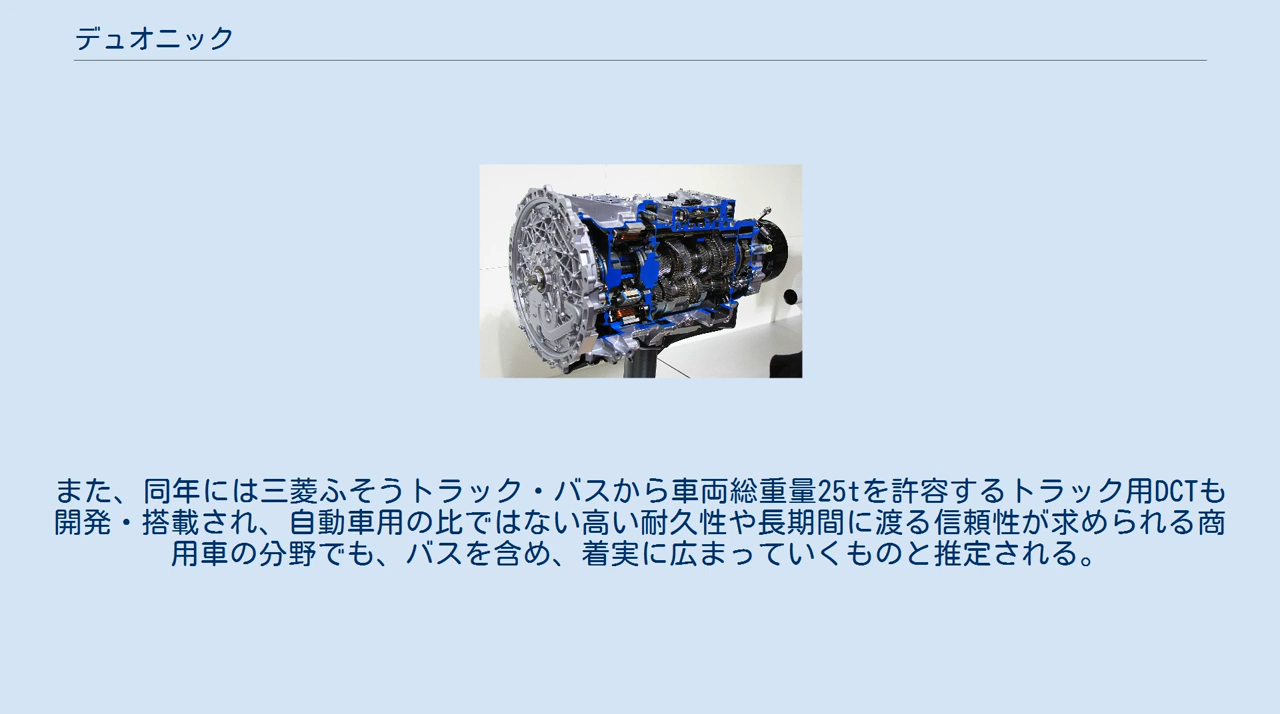 デュオニック
また、同年には三菱ふそうトラック・バスから車両総重量25tを許容するトラック用DCTも
開発・搭載され、自動車用の比ではない高い耐久性や長期間に渡る信頼性が求められる商
用車の分野でも、バスを含め、着実に広まっていくものと推定される。